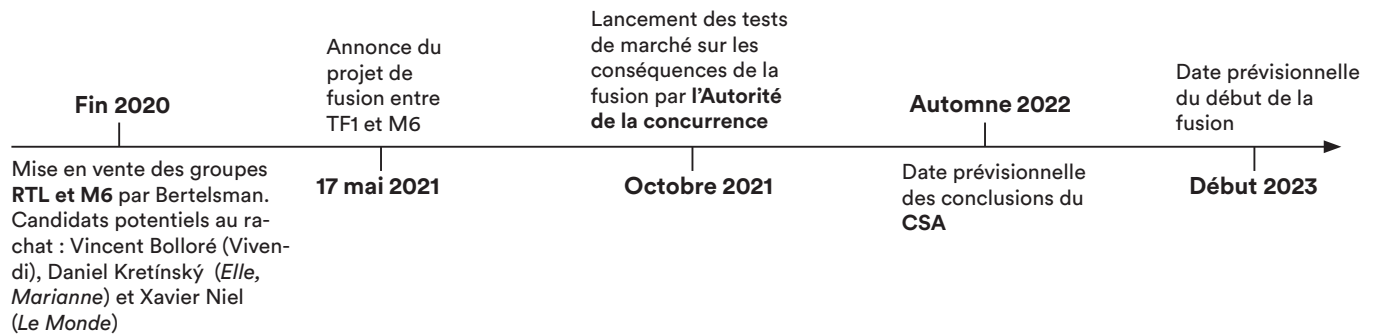 Fin 2020
Mise en vente des groupes
RTL et M6 par Bertelsman.
Candidats potentiels au ra-
chat : Vincent Bolloré (Viven-
di), Daniel Kretínský (Elle,
Marianne) et Xavier Niel
(Le Monde)
Annonce du
projet de
fusion entre
TF1 et M6
17 mai 2021
Lancement des tests
de marché sur les
conséquences de la
fusion par l'Autorité
de la concurrence
Octobre 2021
Automne 2022
Date prévisionnelle
des conclusions du
CSA
Date prévisionnelle
du début de la
fusion
Début 2023